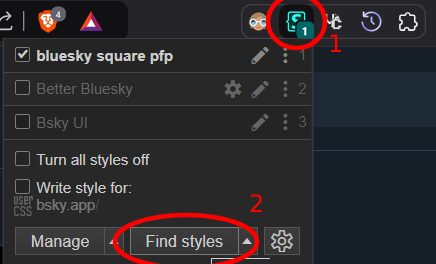 4
1
1
bluesky square pfp 1
Better Bluesky 2
Bsky UI 3
Turn all styles off
Write style for:
user
CSS
bsky.app/
2
Manage
Find styles